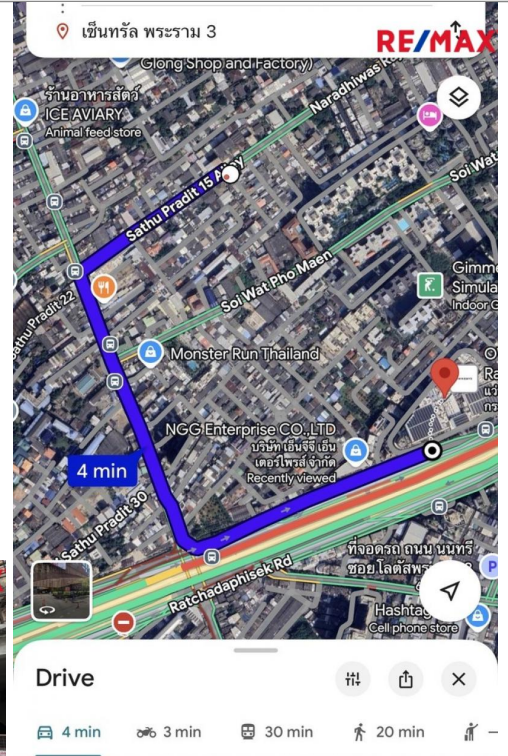 เซ็นทรัล พระราม 3
RE/MAX
Glong Shop and Factory)
ร้านอาหารสัตว์
ICE AVIARY
Animal feed store
Naradhiwas
Sathu Pradit 15 Alley
Soi Wat
Soi Wat Pho Maen
Sathu Pradit 22
Gimme
Simula
Indoor G
Monster Run Thailand
NGG Enterprise CO.,LTD
บริษัท เอ็นจีจี เอ็น
เตอร์ไพรส์ จำกัด
Recently viewed
4 min
Sathu Pradit 30
ที่จอดรถ ถนน นนทรี
ซอย โลตัสพร
P
Ratchadaphisek Rd
Hashtag
Cell phone store
Drive
4 min
3 min
30 min
20 min